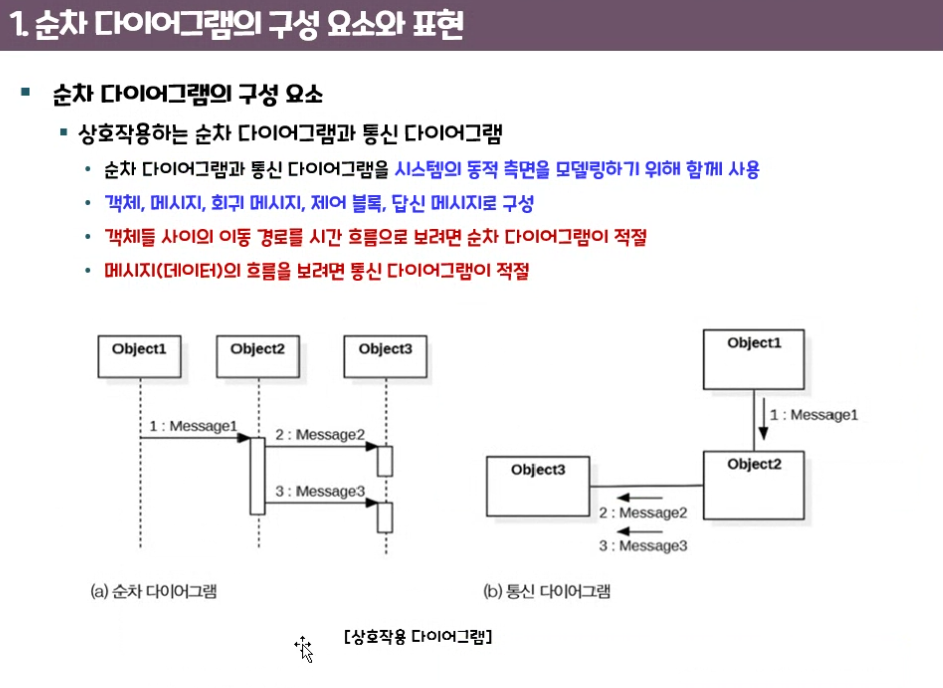 1. 순차 다이어그램의 구성 요소와 표현
순차 다이어그램의 구성 요소
상호작용하는 순차 다이어그램과 통신 다이어그램
순차 다이어그램과 통신 다이어그램을 시스템의 동적 측면을 모델링하기 위해 함께 사용
객체, 메시지, 회귀 메시지, 제어 블록, 답신 메시지로 구성
객체들 사이의 이동 경로를 시간 흐름으로 보려면 순차 다이어그램이 적절
메시지(데이터)의 흐름을 보려면 통신 다이어그램이 적절
Object1
Object2
Object3
1 : Message1
2 : Message2
3 : Message3
(a) 순차 다이어그램
Object1
1 : Message1
Object3
Object2
2 : Message2
3 : Message3
(b) 통신 다이어그램
[상호작용 다이어그램]